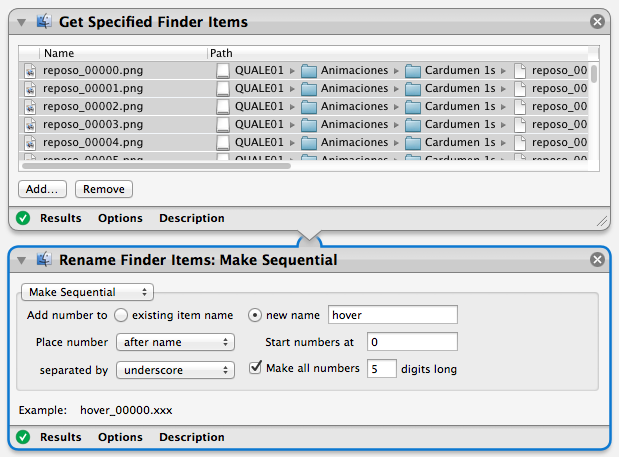 Get Specified Finder Items
Name Path
reposo_00000.png QUALE01 Animaciones Cardumen 1s reposo_00
reposo_00001.png QUALE01 Animaciones Cardumen 1s reposo_00
reposo_00002.png QUALE01 Animaciones Cardumen 1s reposo_00
reposo_00003.png QUALE01 Animaciones Cardumen 1s reposo_00
reposo_00004.png QUALE01 Animaciones Cardumen 1s reposo_00
reposo_00005.png QUALE01 Animaciones Cardumen 1s reposo_00
Add... Remove
Results Options Description
Rename Finder Items: Make Sequential
Make Sequential
Add number to existing item name new name hover
Place number after name Start numbers at 0
separated by underscore Make all numbers 5 digits long
Example: hover_00000.xxx
Results Options Description